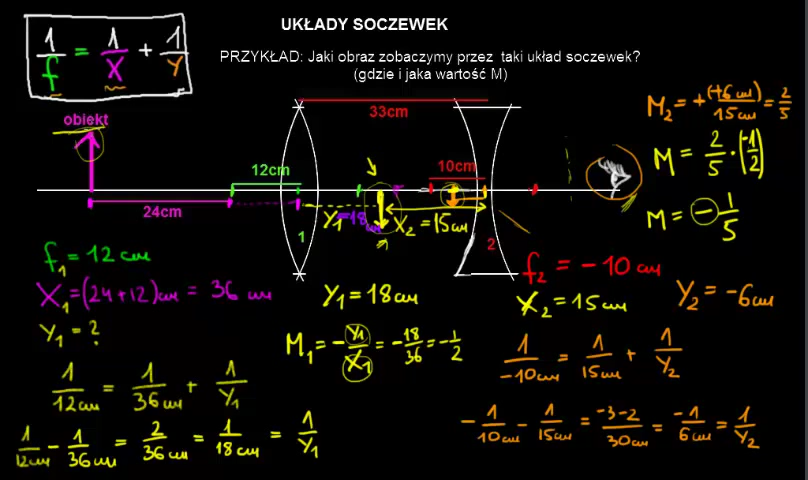 UKŁADY SOCZEWEK
1/f = 1/X + 1/Y
PRZYKŁAD: Jaki obraz zobaczymy przez taki układ soczewek?
(gdzie i jaka wartość M)
obiekt
33cm
12cm
10cm
24cm
Y1=18cm
X2=15cm
1
2
M2=+(+6cm)/15cm=2/5
M=2/5·(-1/2)
M=-1/5
f1=12cm
X1=(24+12)cm=36cm
Y1=?
1/12cm=1/36cm+1/Y1
1/12cm-1/36cm=2/36cm=1/18cm=1/Y1
Y1=18cm
M1=-Y1/X1=-18/36=-1/2
f2=-10cm
X2=15cm
Y2=-6cm
1/-10cm=1/15cm+1/Y2
-1/10cm-1/15cm=-3-2/30cm=-1/6cm=1/Y2